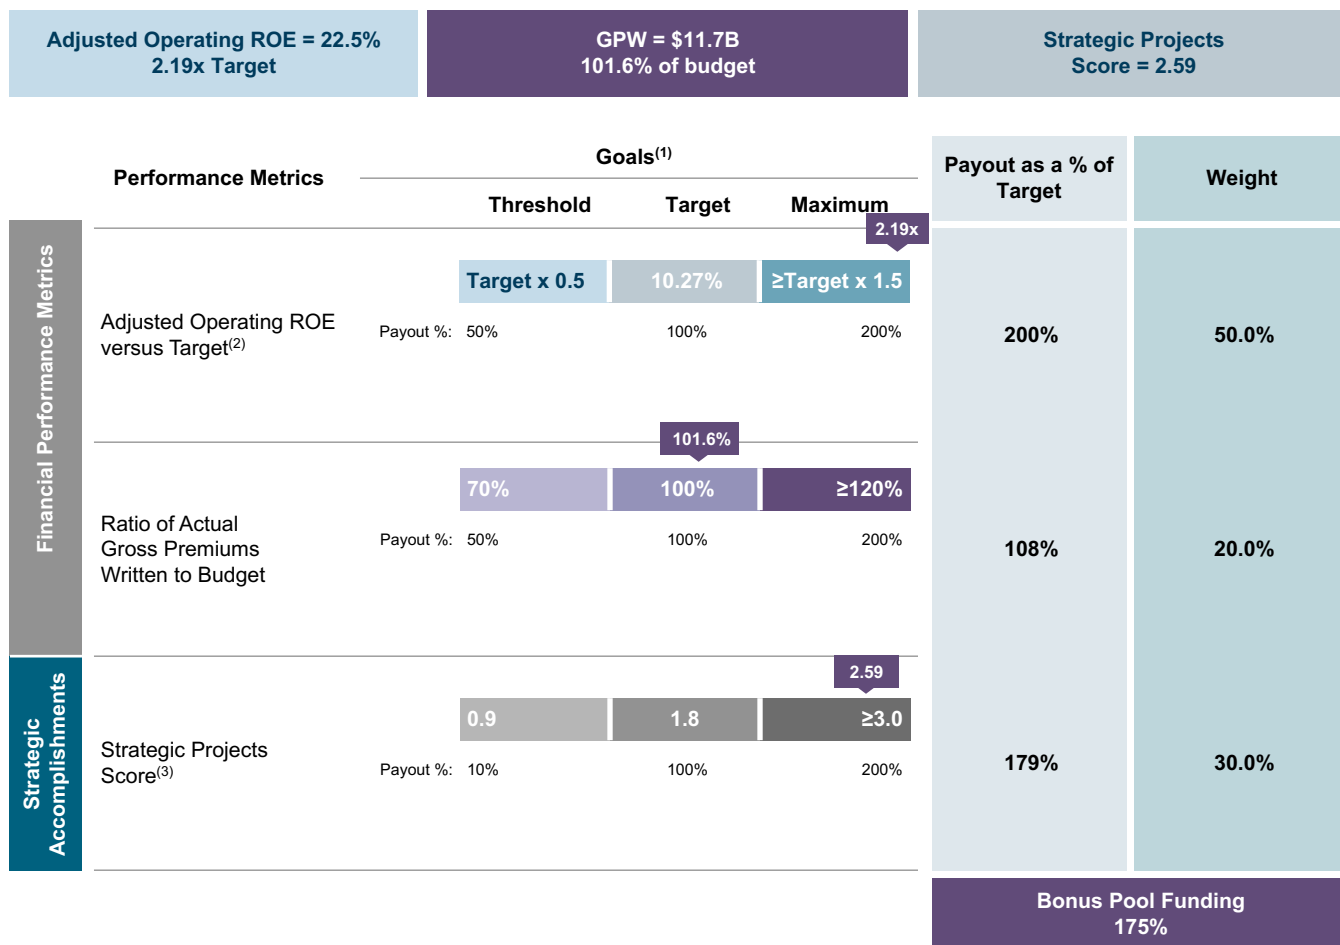 Adjusted Operating ROE = 22.5%
2.19x Target
GPW = $11.7B
101.6% of budget
Strategic Projects
Score = 2.59
Performance Metrics
Goals(1)
Threshold Target Maximum
Payout as a % of
Target
Weight
Financial Performance Metrics
2.19x
Target x 0.5 10.27% ≥Target x 1.5
Adjusted Operating ROE
versus Target(2)
Payout %: 50% 100% 200%
200% 50.0%
101.6%
70% 100% ≥120%
Ratio of Actual
Gross Premiums
Written to Budget
Payout %: 50% 100% 200%
108% 20.0%
Strategic
Accomplishments
2.59
0.9 1.8 ≥3.0
Strategic Projects
Score(3)
Payout %: 10% 100% 200%
179% 30.0%
Bonus Pool Funding
175%